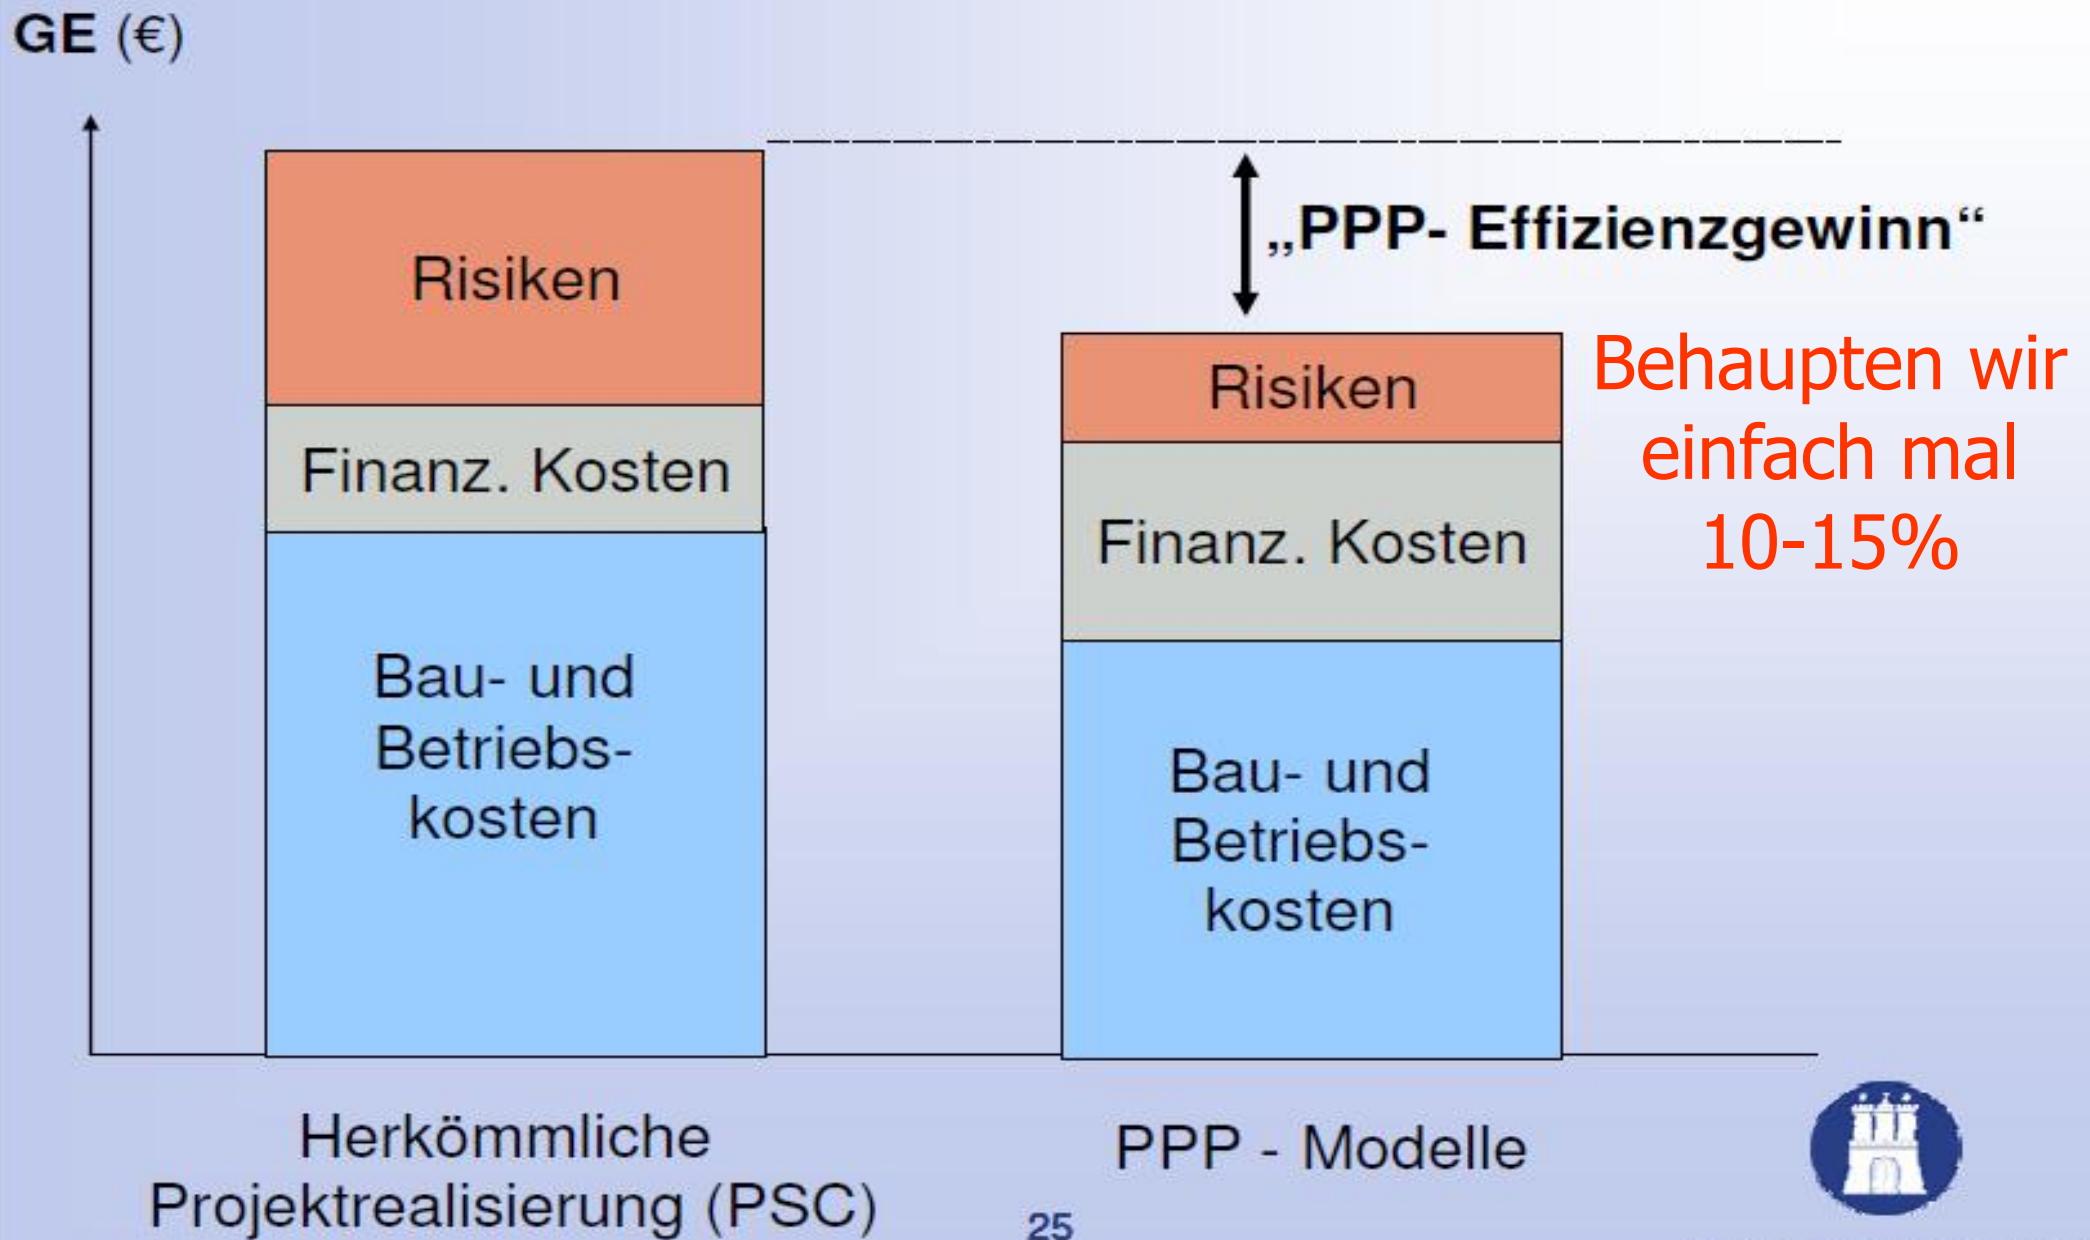 GE (€)
Risiken
Finanz. Kosten
Bau- und
Betriebs-
kosten
„PPP- Effizienzgewinn“
Risiken
Finanz. Kosten
Bau- und
Betriebs-
kosten
Behaupten wir
einfach mal
10-15%
Herkömmliche
Projektrealisierung (PSC)
PPP - Modelle
25